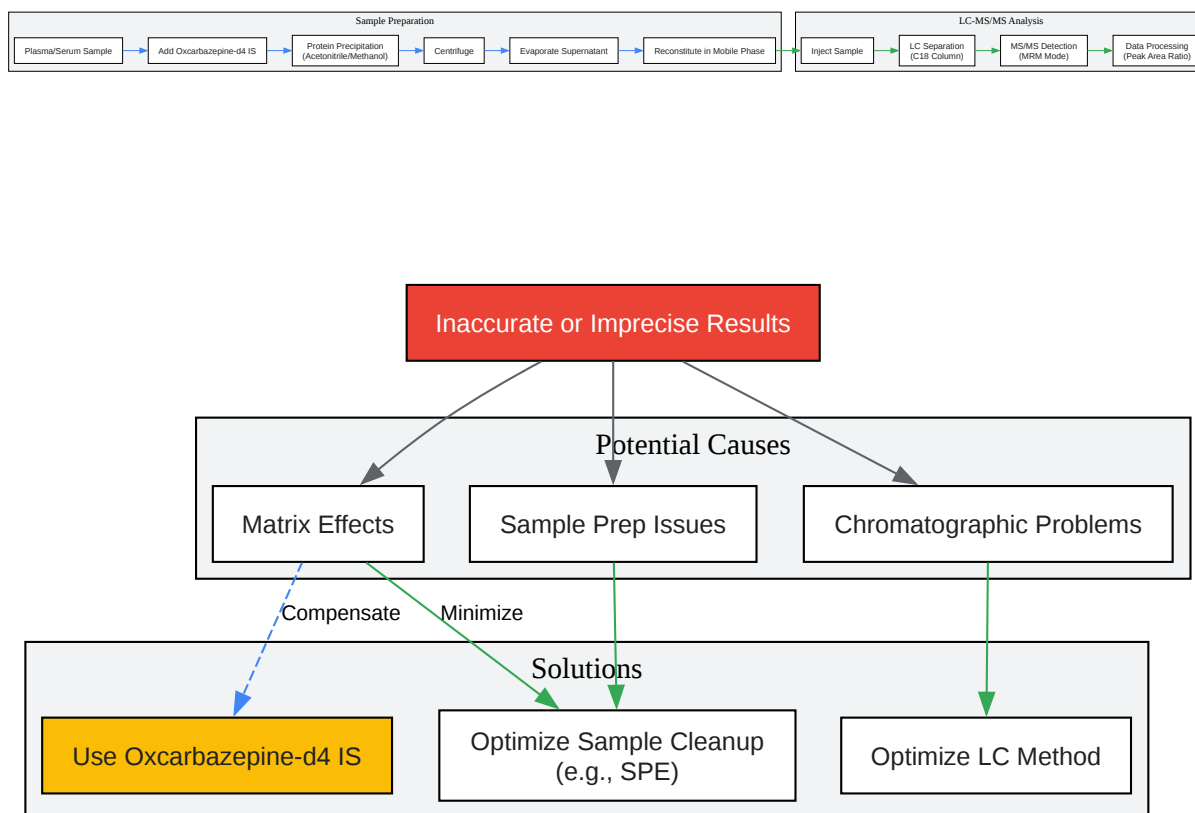 Sample Preparation
Plasma/Serum Sample
Add Oxcarbazepine-d4 IS
Protein Precipitation
(Acetonitrile/Methanol)
Centrifuge
Evaporate Supernatant
Reconstitute in Mobile Phase
LC-MS/MS Analysis
Inject Sample
LC Separation
(C18 Column)
MS/MS Detection
(MRM Mode)
Data Processing
(Peak Area Ratio)
Inaccurate or Imprecise Results
Potential Causes
Matrix Effects
Sample Prep Issues
Chromatographic Problems
Compensate
Minimize
Solutions
Use Oxcarbazepine-d4 IS
Optimize Sample Cleanup
(e.g., SPE)
Optimize LC Method